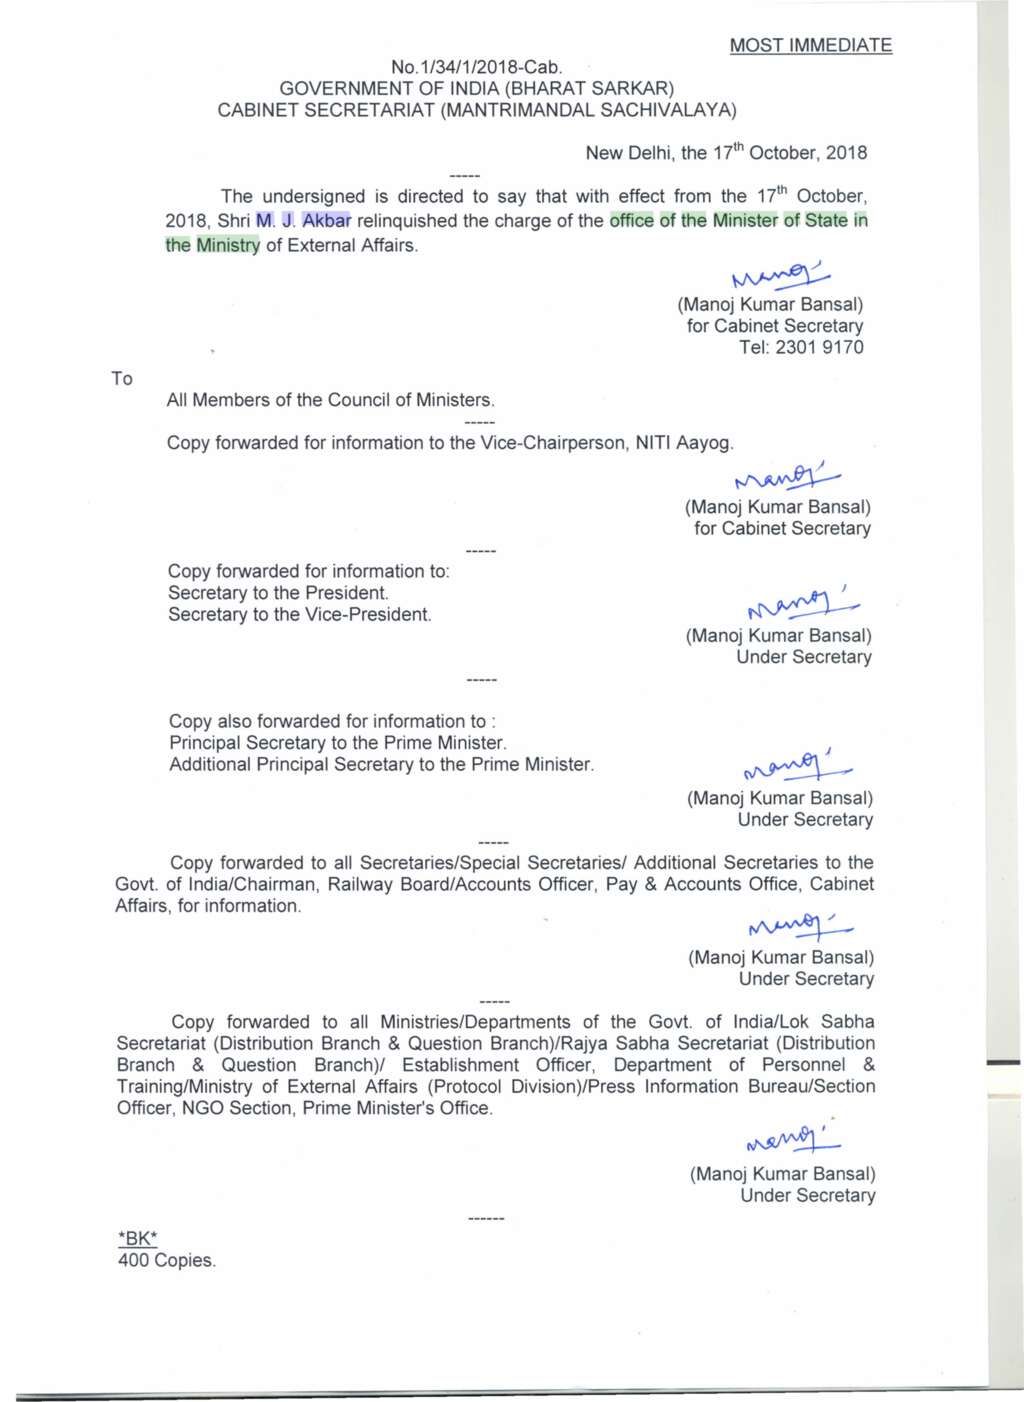 MOST IMMEDIATE
No.1/34/1/2018-Cab.
GOVERNMENT OF INDIA (BHARAT SARKAR)
CABINET SECRETARIAT (MANTRIMANDAL SACHIVALAYA)
New Delhi, the 17th October, 2018
-----
The undersigned is directed to say that with effect from the 17th October,
2018, Shri M. J. Akbar relinquished the charge of the office of the Minister of State in
the Ministry of External Affairs.
Manoj
(Manoj Kumar Bansal)
for Cabinet Secretary
Tel: 2301 9170
To
All Members of the Council of Ministers.
-----
Copy forwarded for information to the Vice-Chairperson, NITI Aayog.
Manoj
(Manoj Kumar Bansal)
for Cabinet Secretary
-----
Copy forwarded for information to:
Secretary to the President.
Secretary to the Vice-President.
Manoj
(Manoj Kumar Bansal)
Under Secretary
-----
Copy also forwarded for information to :
Principal Secretary to the Prime Minister.
Additional Principal Secretary to the Prime Minister.
Manoj
(Manoj Kumar Bansal)
Under Secretary
-----
Copy forwarded to all Secretaries/Special Secretaries/ Additional Secretaries to the
Govt. of India/Chairman, Railway Board/Accounts Officer, Pay & Accounts Office, Cabinet
Affairs, for information.
Manoj
(Manoj Kumar Bansal)
Under Secretary
-----
Copy forwarded to all Ministries/Departments of the Govt. of India/Lok Sabha
Secretariat (Distribution Branch & Question Branch)/Rajya Sabha Secretariat (Distribution
Branch & Question Branch)/ Establishment Officer, Department of Personnel &
Training/Ministry of External Affairs (Protocol Division)/Press Information Bureau/Section
Officer, NGO Section, Prime Minister's Office.
Manoj
(Manoj Kumar Bansal)
Under Secretary
------
*BK*
400 Copies.